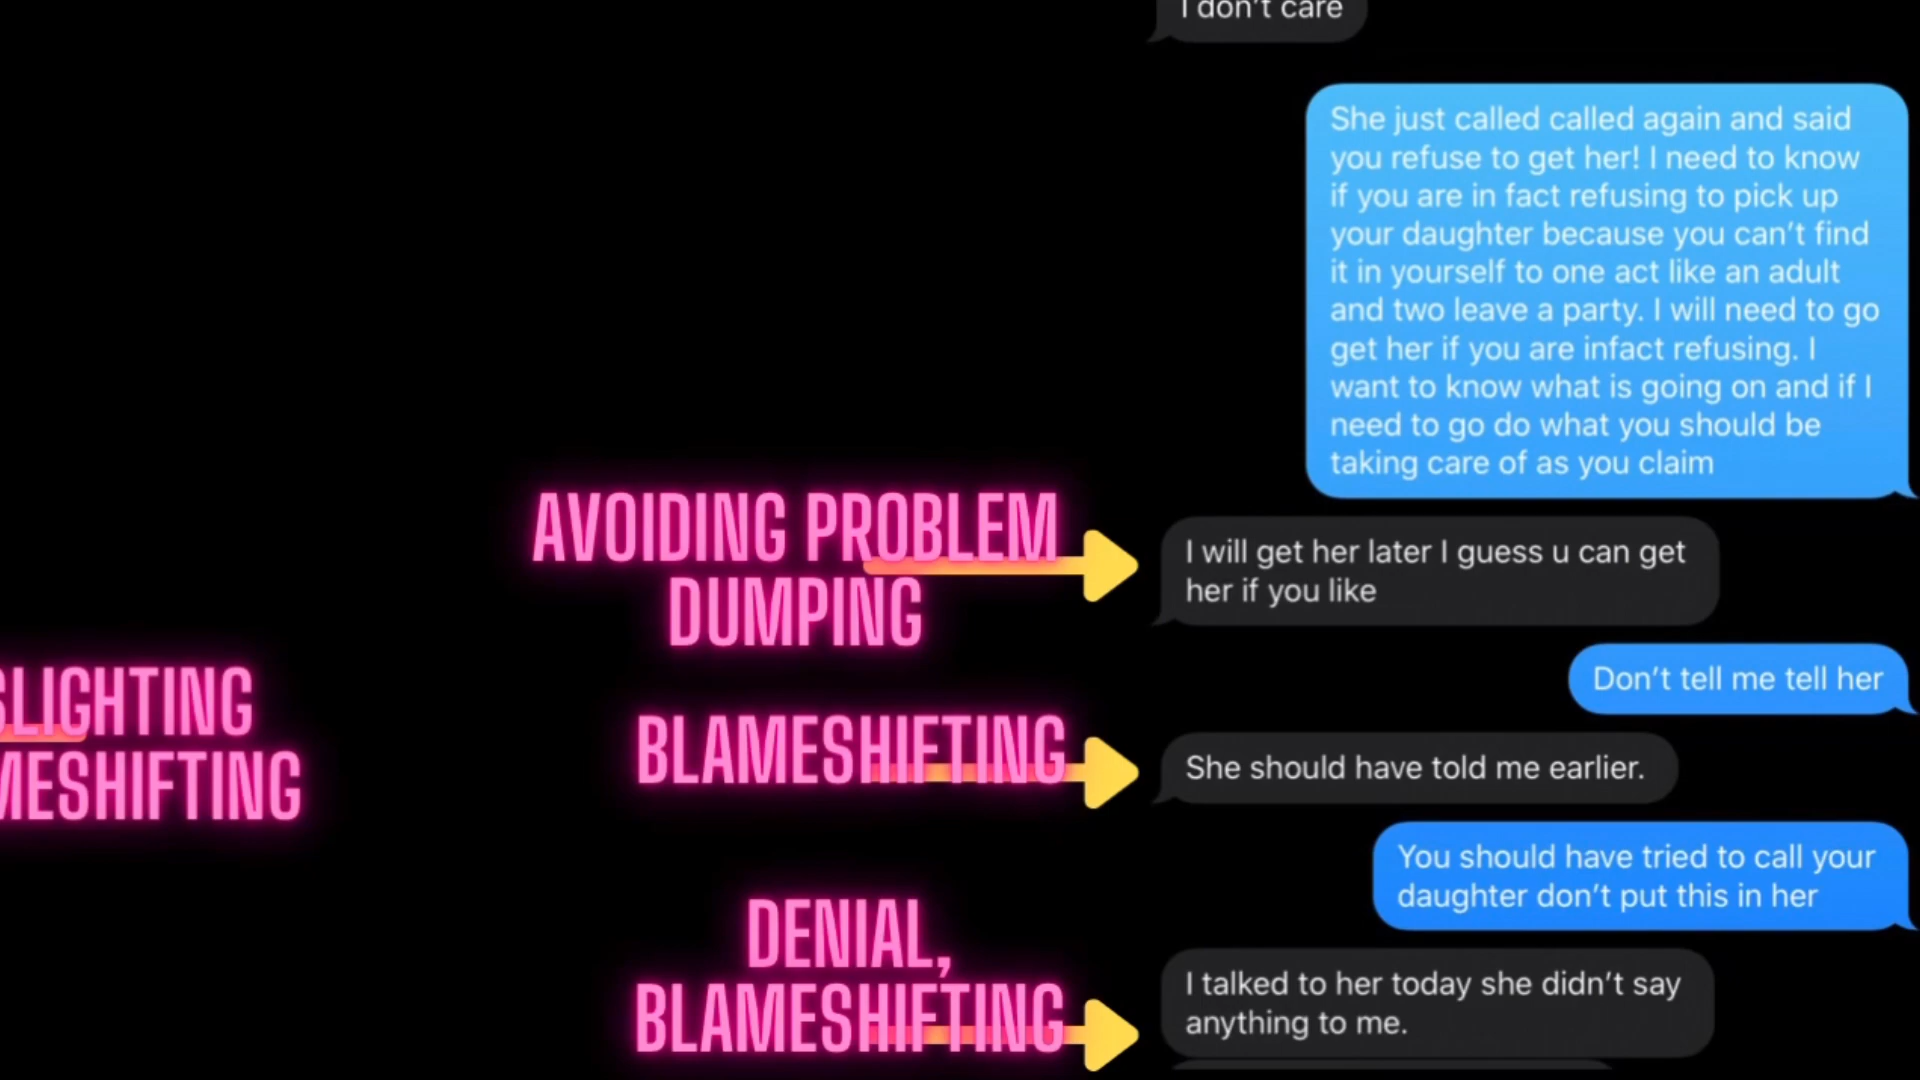 I don't care
She just called called again and said
you refuse to get her! I need to know
if you are in fact refusing to pick up
your daughter because you can't find
it in yourself to one act like an adult
and two leave a party. I will need to go
get her if you are infact refusing. I
want to know what is going on and if I
need to go do what you should be
taking care of as you claim
AVOIDING PROBLEM
DUMPING
I will get her later I guess u can get
her if you like
Don't tell me tell her
SLIGHTING
MESHIFTING
BLAMESHIFTING
She should have told me earlier.
You should have tried to call your
daughter don't put this in her
DENIAL,
BLAMESHIFTING
I talked to her today she didn't say
anything to me.